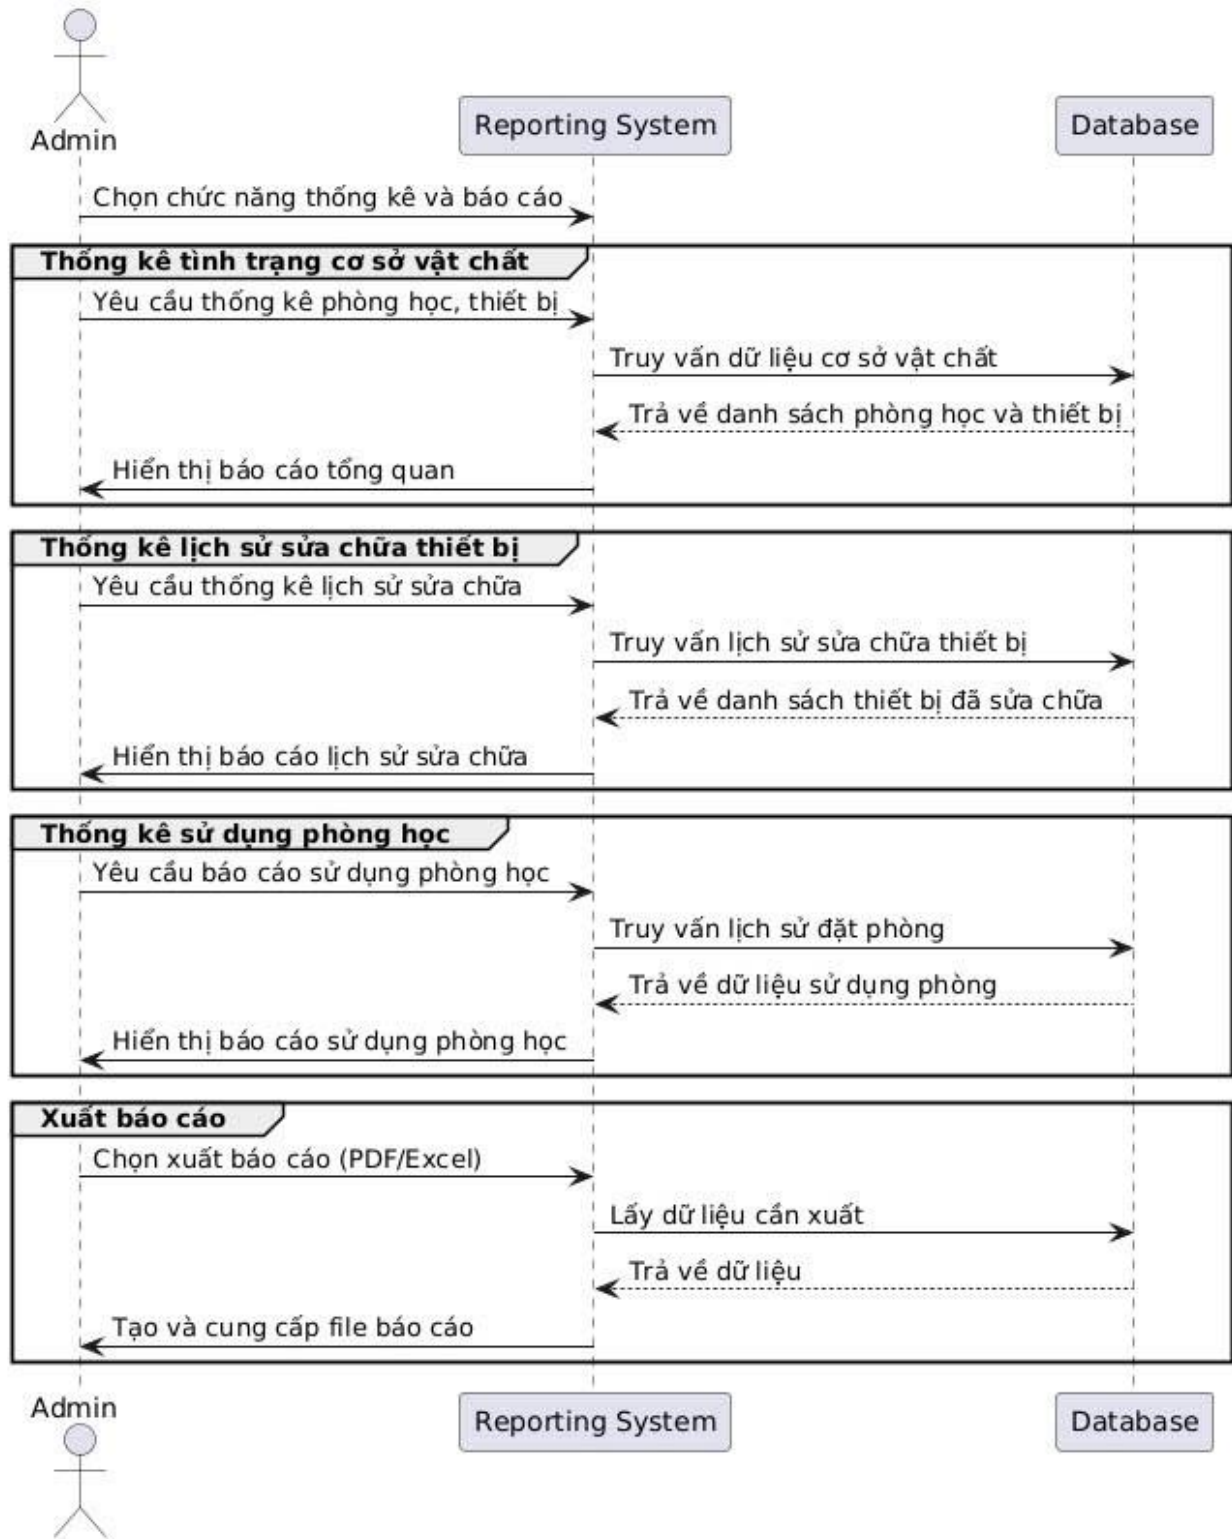 Admin
Reporting System
Database
Chọn chức năng thống kê và báo cáo
Thống kê tình trạng cơ sở vật chất
Yêu cầu thống kê phòng học, thiết bị
Truy vấn dữ liệu cơ sở vật chất
Trả về danh sách phòng học và thiết bị
Hiển thị báo cáo tổng quan
Thống kê lịch sử sửa chữa thiết bị
Yêu cầu thống kê lịch sử sửa chữa
Truy vấn lịch sử sửa chữa thiết bị
Trả về danh sách thiết bị đã sửa chữa
Hiển thị báo cáo lịch sử sửa chữa
Thống kê sử dụng phòng học
Yêu cầu báo cáo sử dụng phòng học
Truy vấn lịch sử đặt phòng
Trả về dữ liệu sử dụng phòng
Hiển thị báo cáo sử dụng phòng học
Xuất báo cáo
Chọn xuất báo cáo (PDF/Excel)
Lấy dữ liệu cần xuất
Trả về dữ liệu
Tạo và cung cấp file báo cáo
Admin
Reporting System
Database